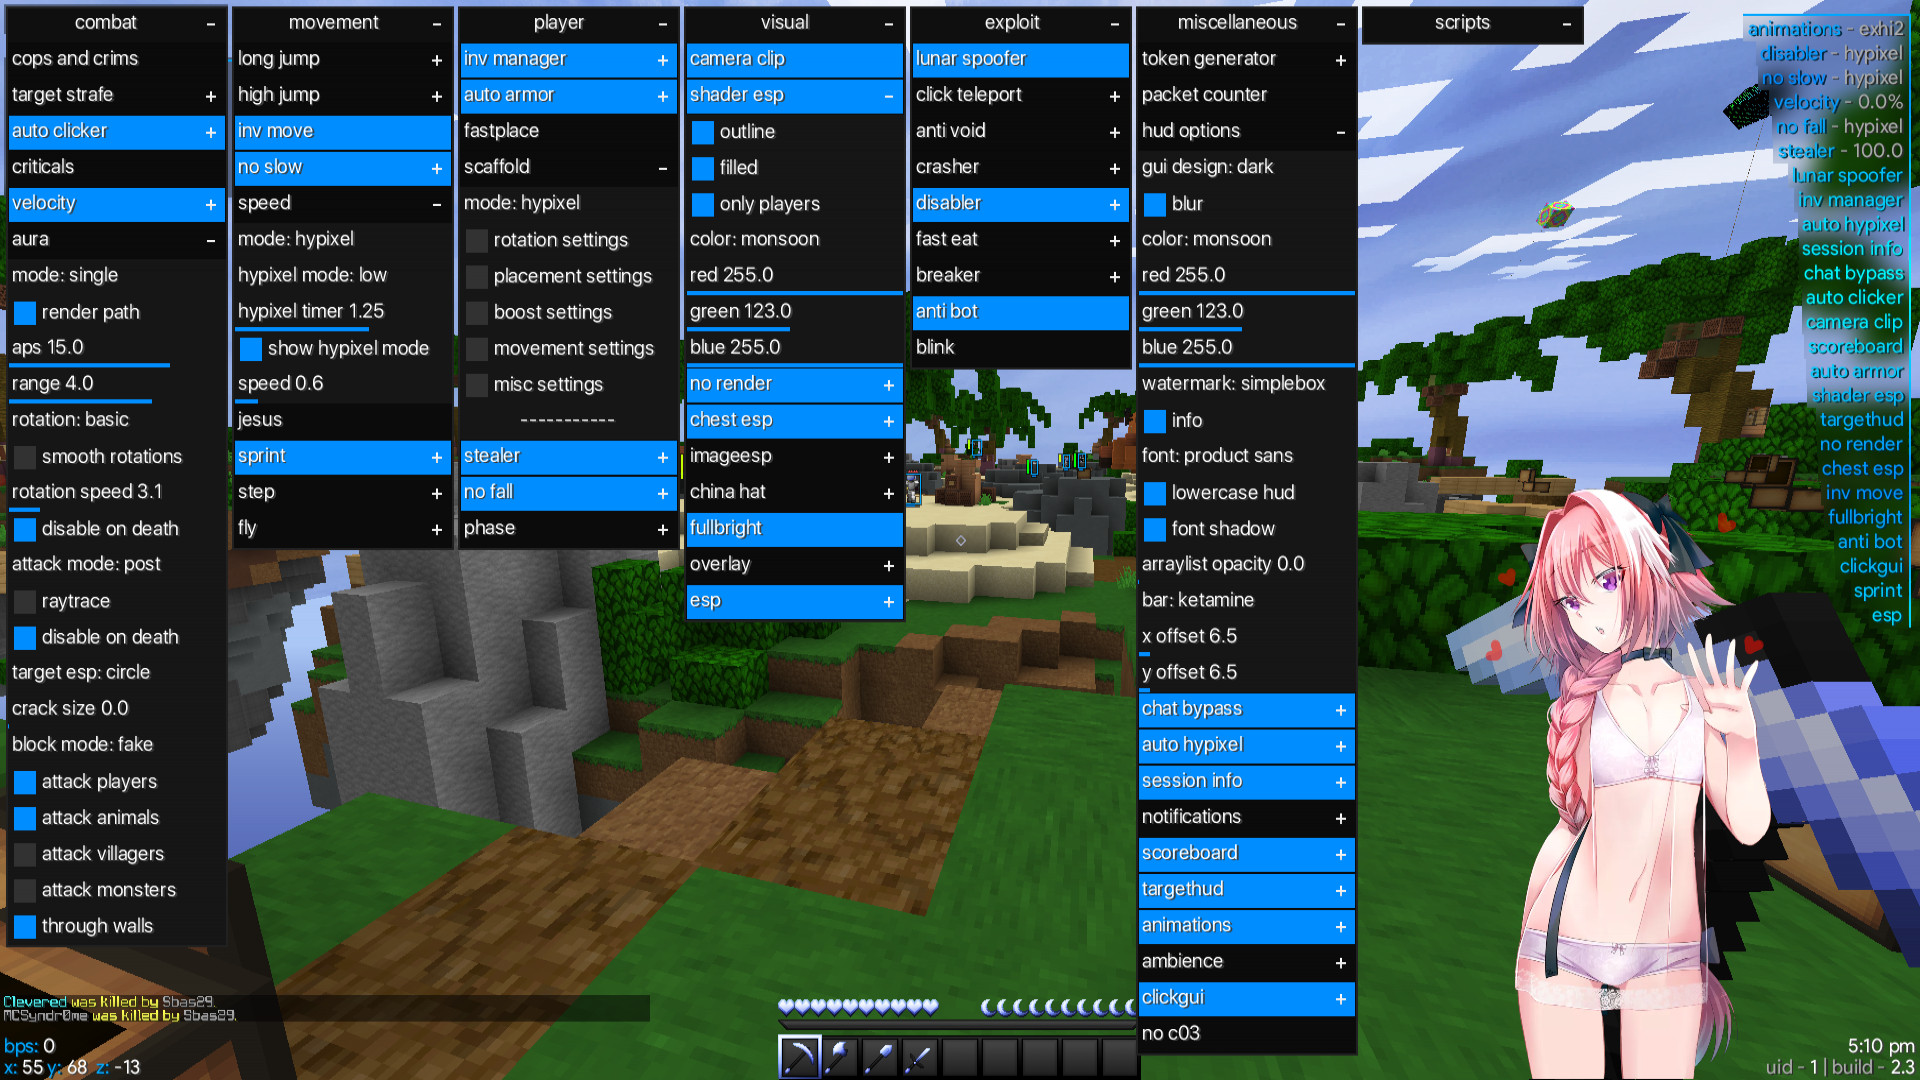 combat -
cops and crims
target strafe +
auto clicker +
criticals
velocity +
aura -
mode: single
render path
aps 15.0
range 4.0
rotation: basic
smooth rotations
rotation speed 3.1
disable on death
attack mode: post
raytrace
disable on death
target esp: circle
crack size 0.0
block mode: fake
attack players
attack animals
attack villagers
attack monsters
through walls
movement -
long jump +
high jump +
inv move
no slow +
speed -
mode: hypixel
hypixel mode: low
hypixel timer 1.25
show hypixel mode
speed 0.6
jesus
sprint +
step +
fly +
player -
inv manager +
auto armor +
fastplace
scaffold -
mode: hypixel
rotation settings
placement settings
boost settings
movement settings
misc settings
-----------
stealer +
no fall +
phase +
visual -
camera clip
shader esp -
outline
filled
only players
color: monsoon
red 255.0
green 123.0
blue 255.0
no render +
chest esp +
imageesp +
china hat +
fullbright
overlay +
esp +
exploit -
lunar spoofer
click teleport +
anti void +
crasher +
disabler +
fast eat +
breaker +
anti bot
blink
miscellaneous -
token generator +
packet counter
hud options -
gui design: dark
blur
color: monsoon
red 255.0
green 123.0
blue 255.0
watermark: simplebox
info
font: product sans
lowercase hud
font shadow
arraylist opacity 0.0
bar: ketamine
x offset 6.5
y offset 6.5
chat bypass +
auto hypixel +
session info +
notifications +
scoreboard +
targethud +
animations +
ambience +
clickgui +
no c03
scripts -
animations - exhi2
disabler - hypixel
no slow - hypixel
velocity - 0.0%
no fall - hypixel
stealer - 100.0
lunar spoofer
inv manager
auto hypixel
session info
chat bypass
auto clicker
camera clip
scoreboard
auto armor
shader esp
targethud
no render
chest esp
inv move
fullbright
anti bot
clickgui
sprint
esp
Clevered was killed by Sbas29.
MCSyndr0me was killed by Sbas29.
bps: 0
x: 55 y: 68 z: -13
5:10 pm
uid - 1 | build - 2.3